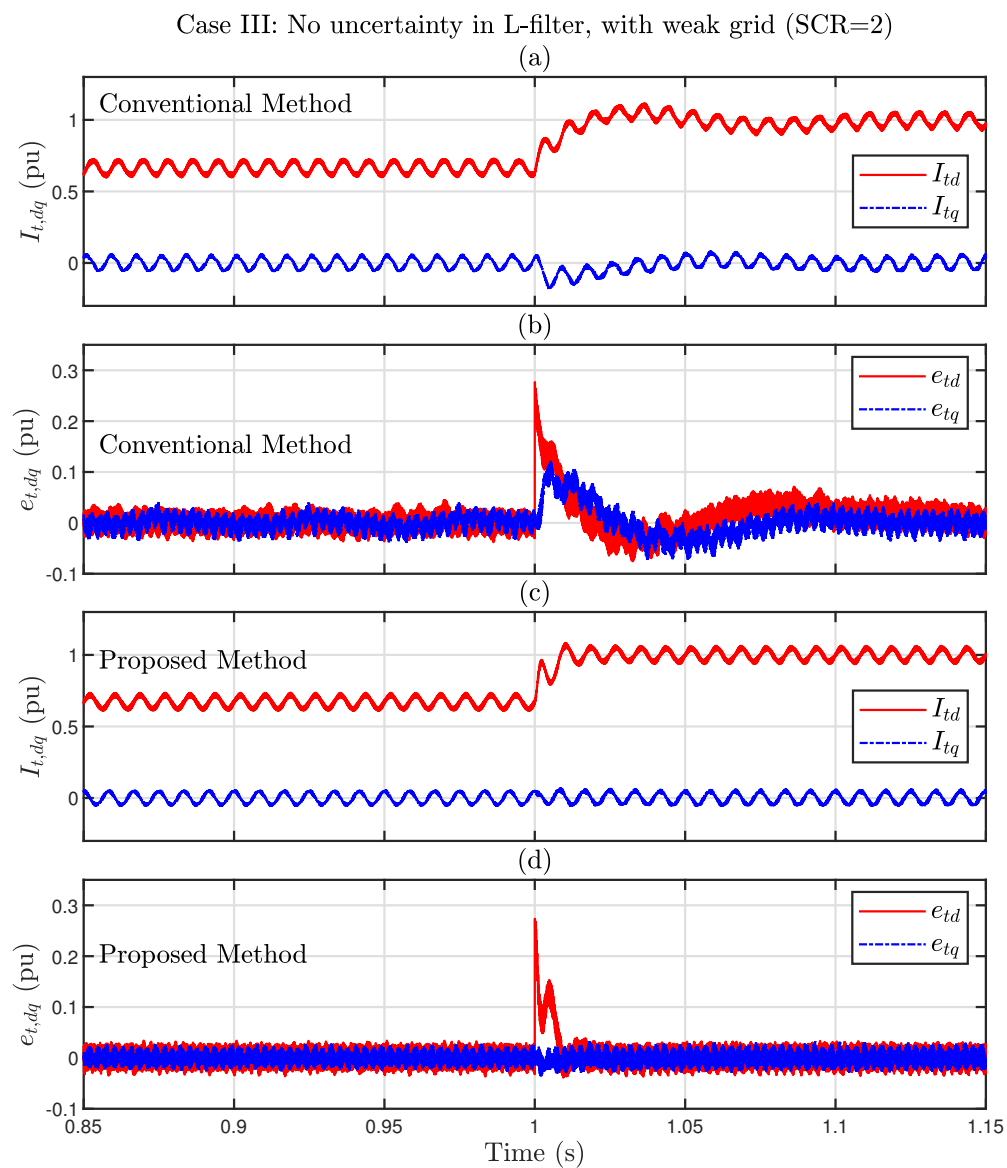 Case III: No uncertainty in L-filter, with weak grid (SCR=2)
(a)
Conventional Method
1
0.5
0
I_{t,dq} (pu)
I_{td}
I_{tq}
(b)
Conventional Method
0.3
0.2
0.1
0
-0.1
e_{t,dq} (pu)
e_{td}
e_{tq}
(c)
Proposed Method
1
0.5
0
I_{t,dq} (pu)
I_{td}
I_{tq}
(d)
Proposed Method
0.3
0.2
0.1
0
-0.1
e_{t,dq} (pu)
e_{td}
e_{tq}
0.85 0.9 0.95 1 1.05 1.1 1.15
Time (s)